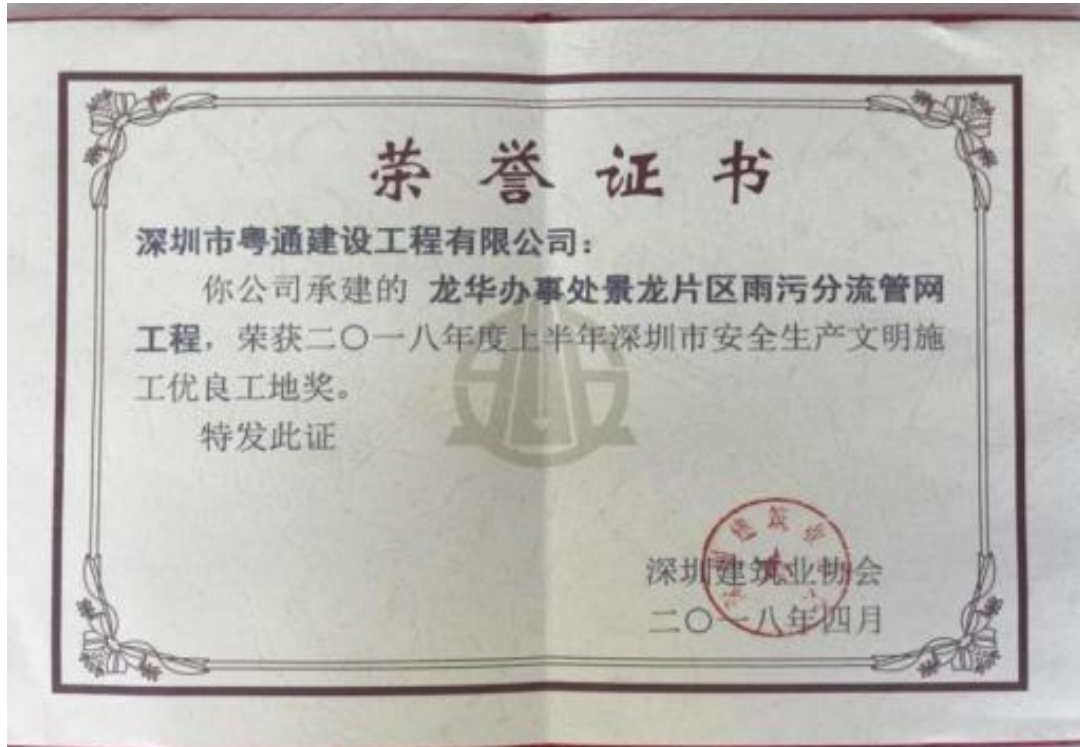 荣誉证书
深圳市粤通建设工程有限公司：
你公司承建的 龙华办事处景龙片区雨污分流管网
工程，荣获二〇一八年度上半年深圳市安全生产文明施
工优良工地奖。
特发此证
深圳建筑业协会
二〇一八年四月